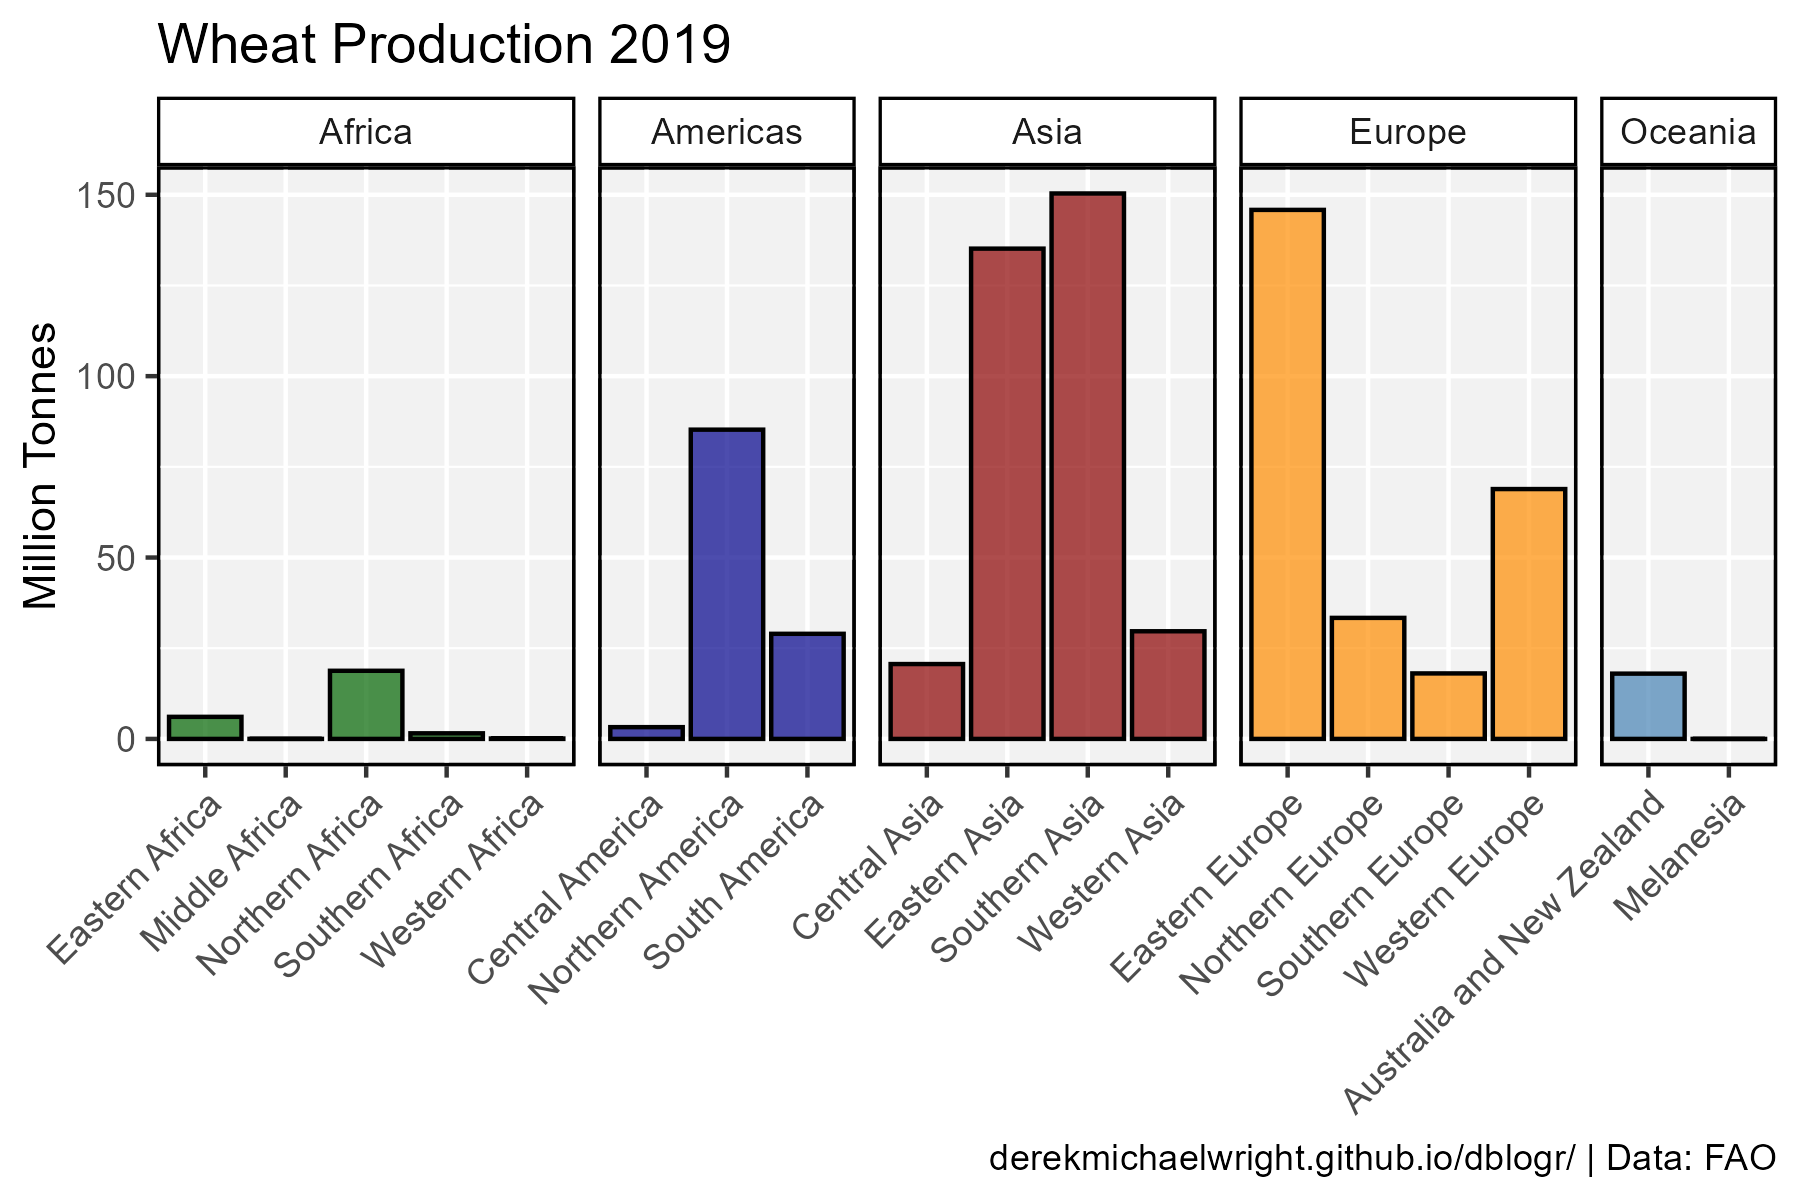 Wheat Production 2019
Africa
Americas
Asia
Europe
Oceania
Million Tonnes
150
100
50
0
Eastern Africa
Middle Africa
Northern Africa
Southern Africa
Western Africa
Central America
Northern America
South America
Central Asia
Eastern Asia
Southern Asia
Western Asia
Eastern Europe
Northern Europe
Southern Europe
Western Europe
Australia and New Zealand
Melanesia
derekmichaelwright.github.io/dblogr/ | Data: FAO